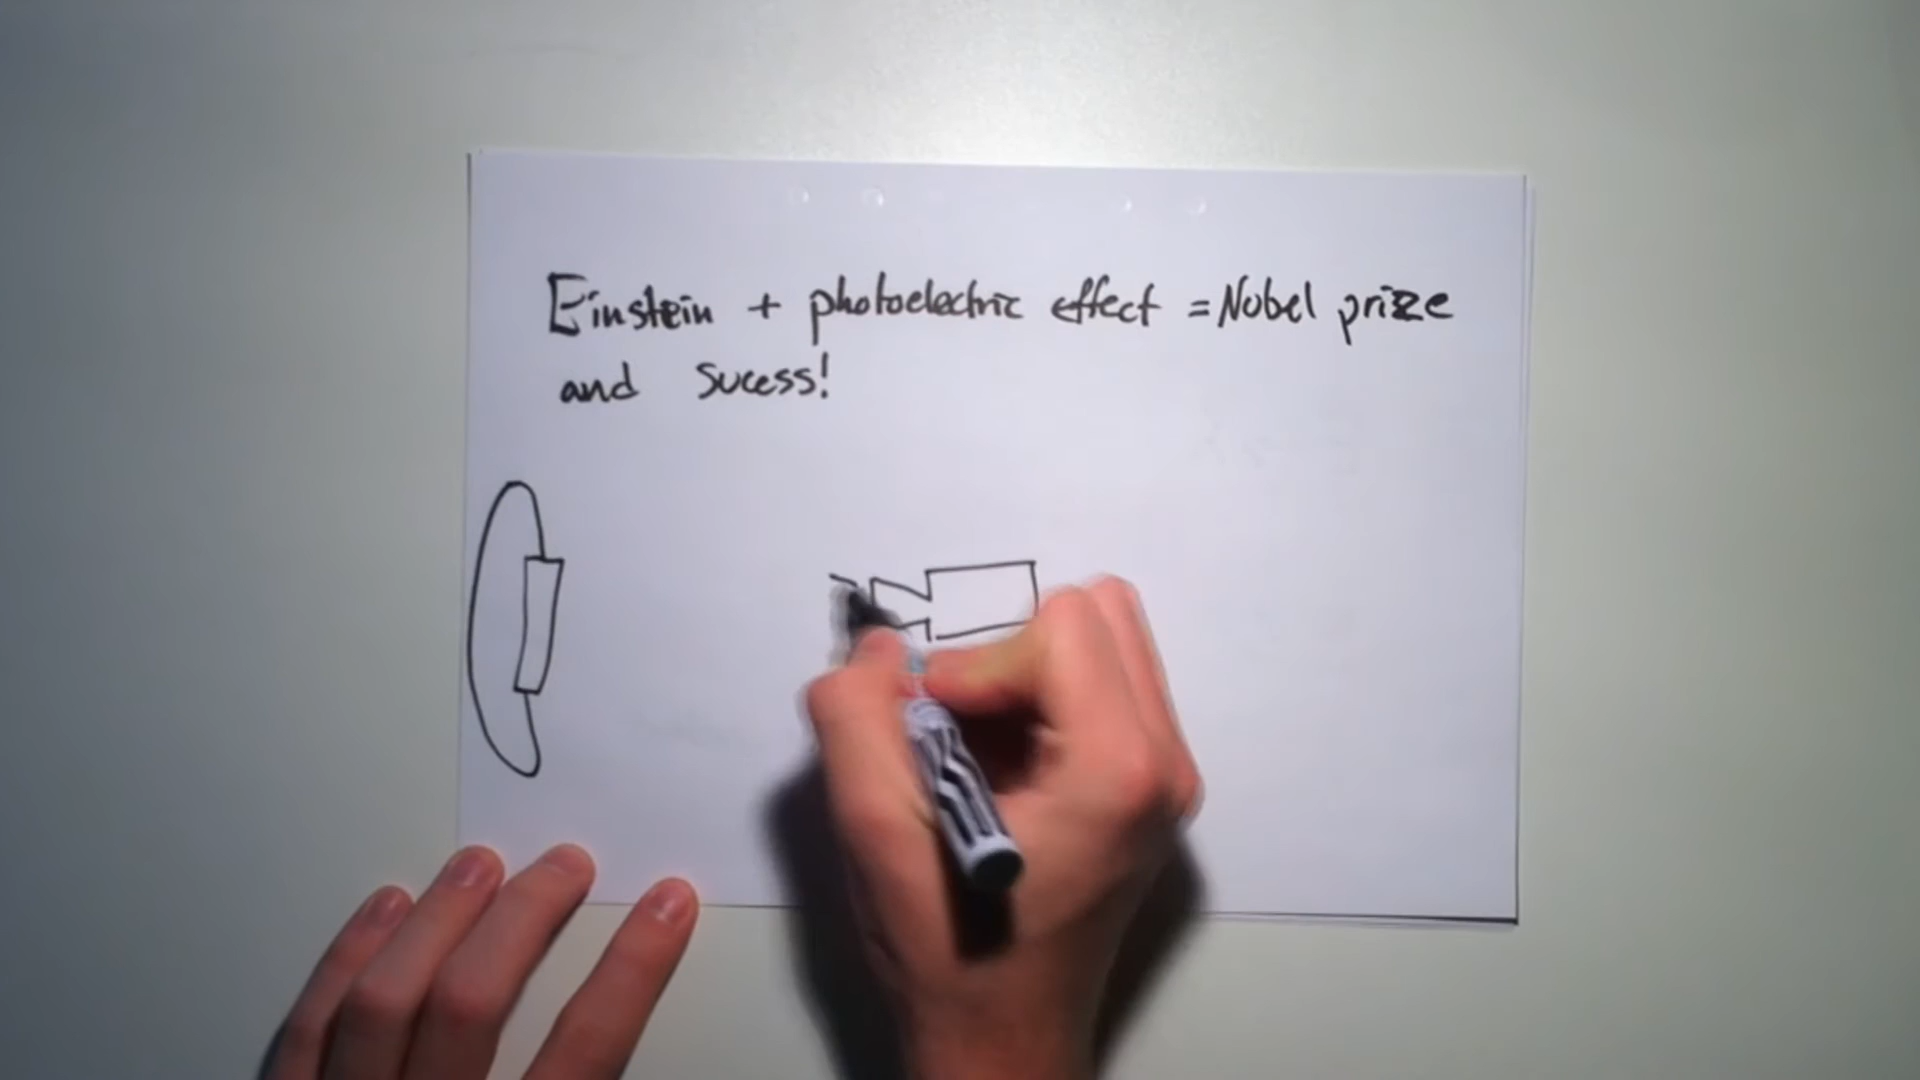 Einstein + photoelectric effect = Nobel prize
and Sucess!